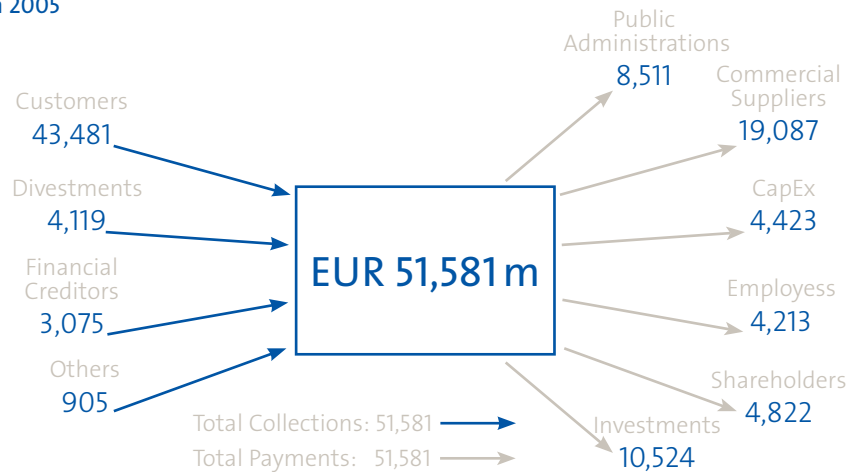 2005
Customers
43,481
Divestments
4,119
Financial
Creditors
3,075
Others
905
EUR 51,581 m
Public
Administrations
8,511
Commercial
Suppliers
19,087
CapEx
4,423
Employess
4,213
Shareholders
4,822
Investments
10,524
Total Collections: 51,581
Total Payments: 51,581